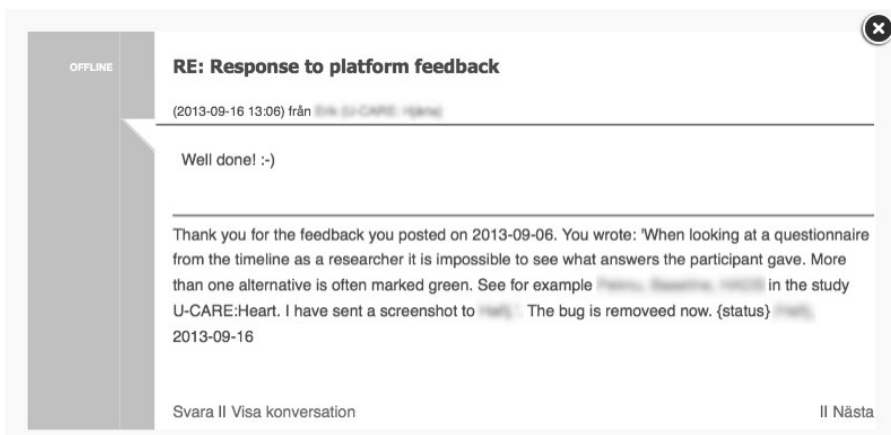 OFFLINE
RE: Response to platform feedback
(2013-09-16 13:06) från
Well done! :-)
Thank you for the feedback you posted on 2013-09-06. You wrote: 'When looking at a questionnaire
from the timeline as a researcher it is impossible to see what answers the participant gave. More
than one alternative is often marked green. See for example in the study
U-CARE:Heart. I have sent a screenshot to The bug is removeed now. {status}
2013-09-16
Svara II Visa konversation
II Nästa